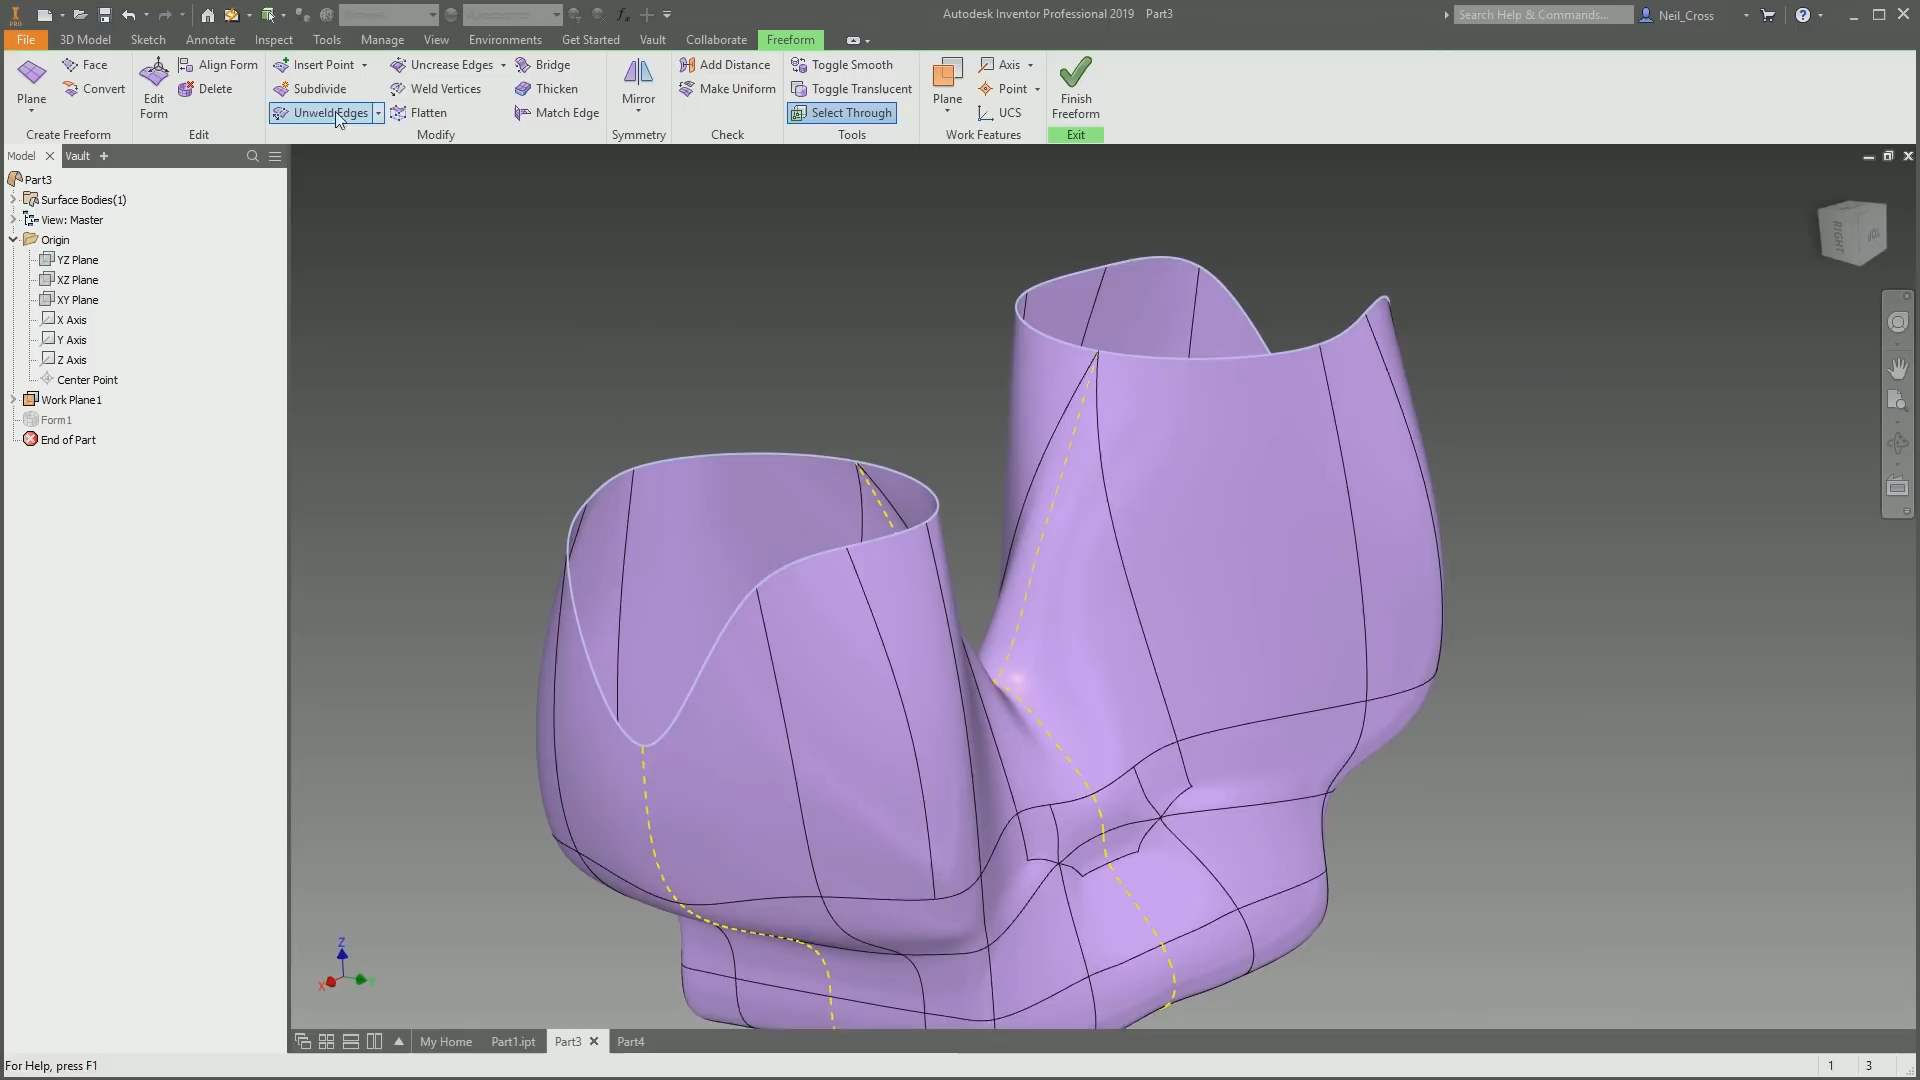 Autodesk Inventor Professional 2019 Part3
Search Help & Commands...
Neil_Cross
File 3D Model Sketch Annotate Inspect Tools Manage View Environments Get Started Vault Collaborate Freeform
Plane
Face
Convert
Create Freeform
Edit Form
Align Form
Delete
Edit
Insert Point
Subdivide
Unweld Edges
Uncrease Edges
Weld Vertices
Flatten
Bridge
Thicken
Match Edge
Modify
Mirror
Symmetry
Add Distance
Make Uniform
Check
Toggle Smooth
Toggle Translucent
Select Through
Tools
Plane
Axis
Point
UCS
Work Features
Finish
Freeform
Exit
Model Vault
Part3
Surface Bodies(1)
View: Master
Origin
YZ Plane
XZ Plane
XY Plane
X Axis
Y Axis
Z Axis
Center Point
Work Plane1
Form1
End of Part
RIGHT
TOP
Z
X
My Home Part1.ipt Part3 Part4
For Help, press F1
1 3